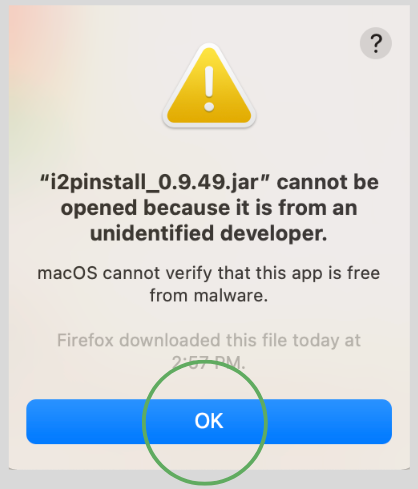 ?
“i2pinstall_0.9.49.jar” cannot be
opened because it is from an
unidentified developer.
macOS cannot verify that this app is free
from malware.
Firefox downloaded this file today at
2:57 PM.
OK